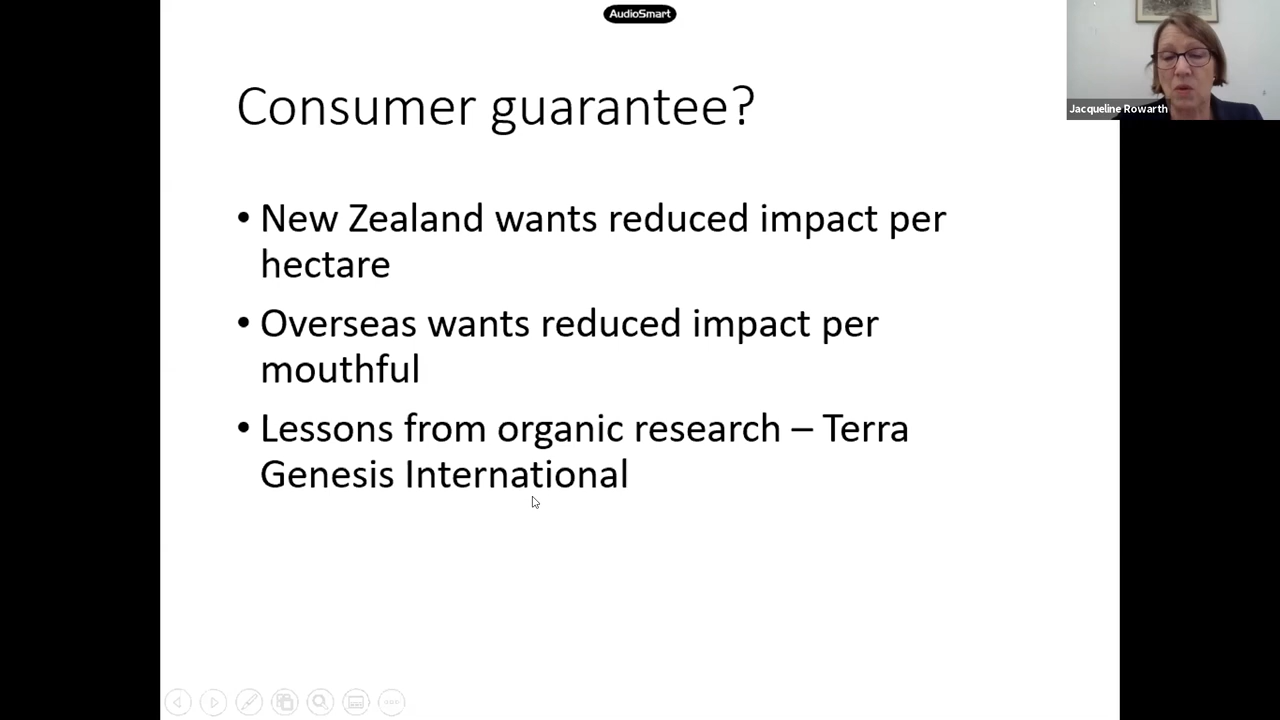 AudioSmart
Jacqueline Rowarth
Consumer guarantee?
• New Zealand wants reduced impact per
hectare
• Overseas wants reduced impact per
mouthful
• Lessons from organic research – Terra
Genesis International